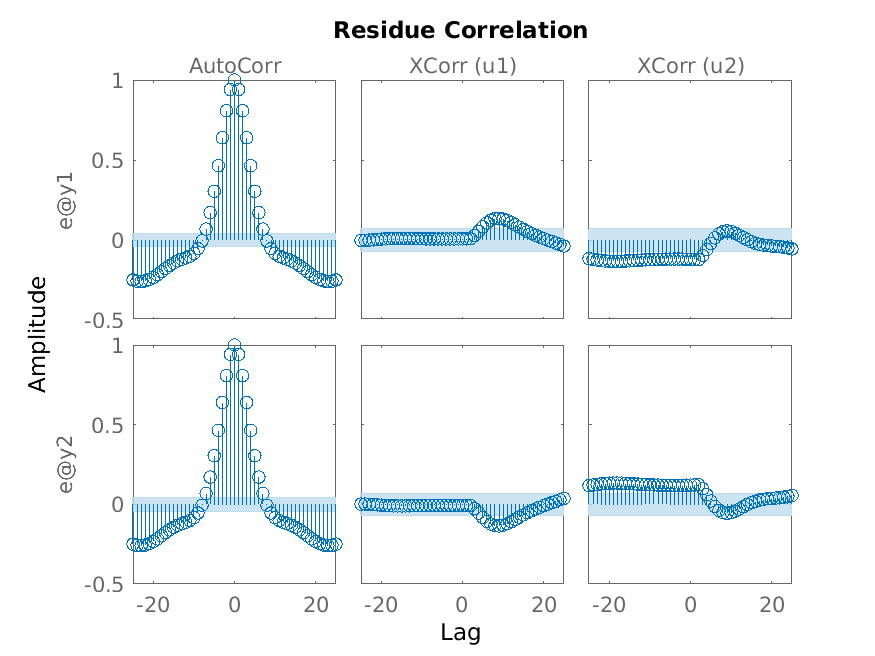 Residue Correlation
AutoCorr XCorr (u1) XCorr (u2)
1
0.5
0
-0.5
e@y1
Amplitude
1
0.5
0
-0.5
e@y2
-20 0 20 -20 0 20 -20 0 20
Lag